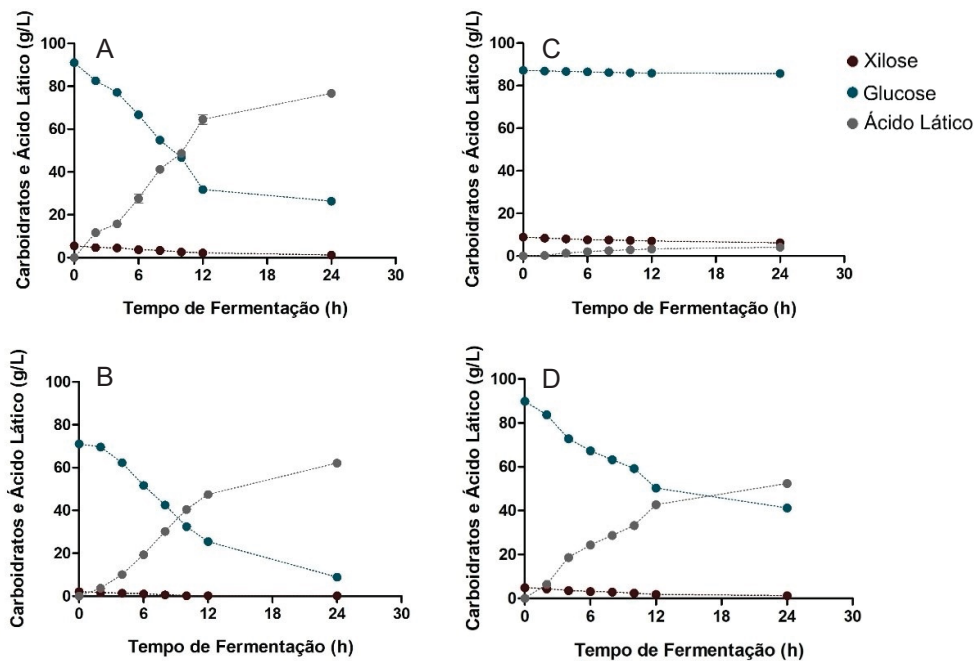 A
Carboidratos e Ácido Lático (g/L)
100
80
60
40
20
0
0 6 12 18 24 30
Tempo de Fermentação (h)
C
Carboidratos e Ácido Lático (g/L)
100
80
60
40
20
0
0 6 12 18 24 30
Tempo de Fermentação (h)
Xilose
Glucose
Ácido Lático
B
Carboidratos e Ácido Lático (g/L)
100
80
60
40
20
0
0 6 12 18 24 30
Tempo de Fermentação (h)
D
Carboidratos e Ácido Lático (g/L)
100
80
60
40
20
0
0 6 12 18 24 30
Tempo de Fermentação (h)